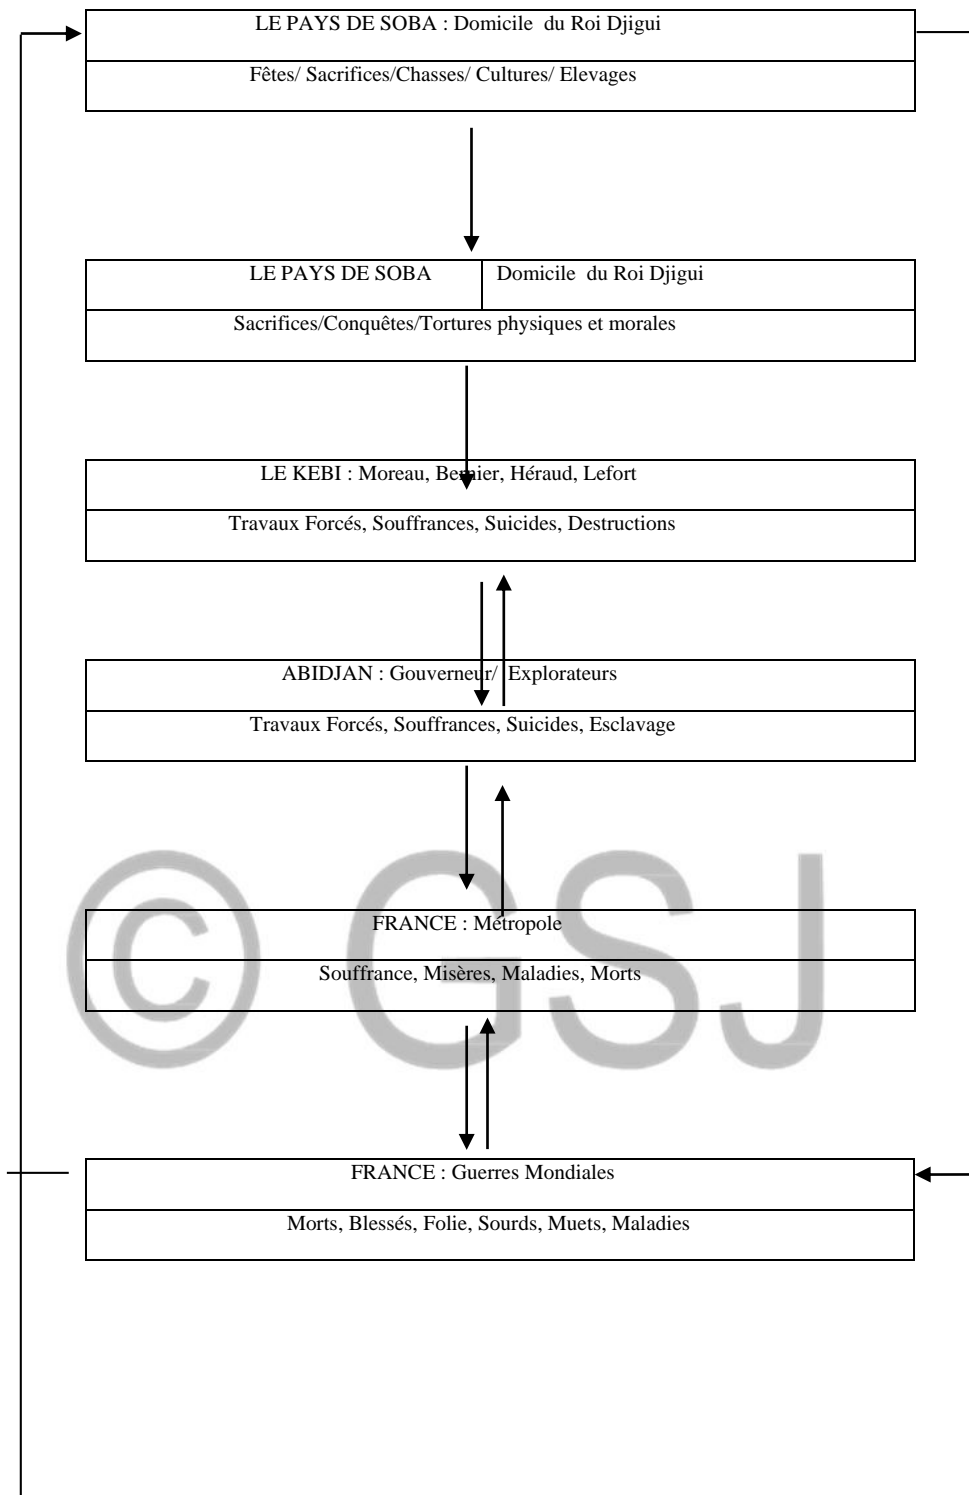 LE PAYS DE SOBA : Domicile du Roi Djigui
Fêtes/ Sacrifices/Chasses/ Cultures/ Elevages
LE PAYS DE SOBA Domicile du Roi Djigui
Sacrifices/Conquêtes/Tortures physiques et morales
LE KEBI : Moreau, Bernier, Héraud, Lefort
Travaux Forcés, Souffrances, Suicides, Destructions
ABIDJAN : Gouverneur/ Explorateurs
Travaux Forcés, Souffrances, Suicides, Esclavage
© GSJ
FRANCE : Métropole
Souffrance, Misères, Maladies, Morts
FRANCE : Guerres Mondiales
Morts, Blessés, Folie, Sourds, Muets, Maladies